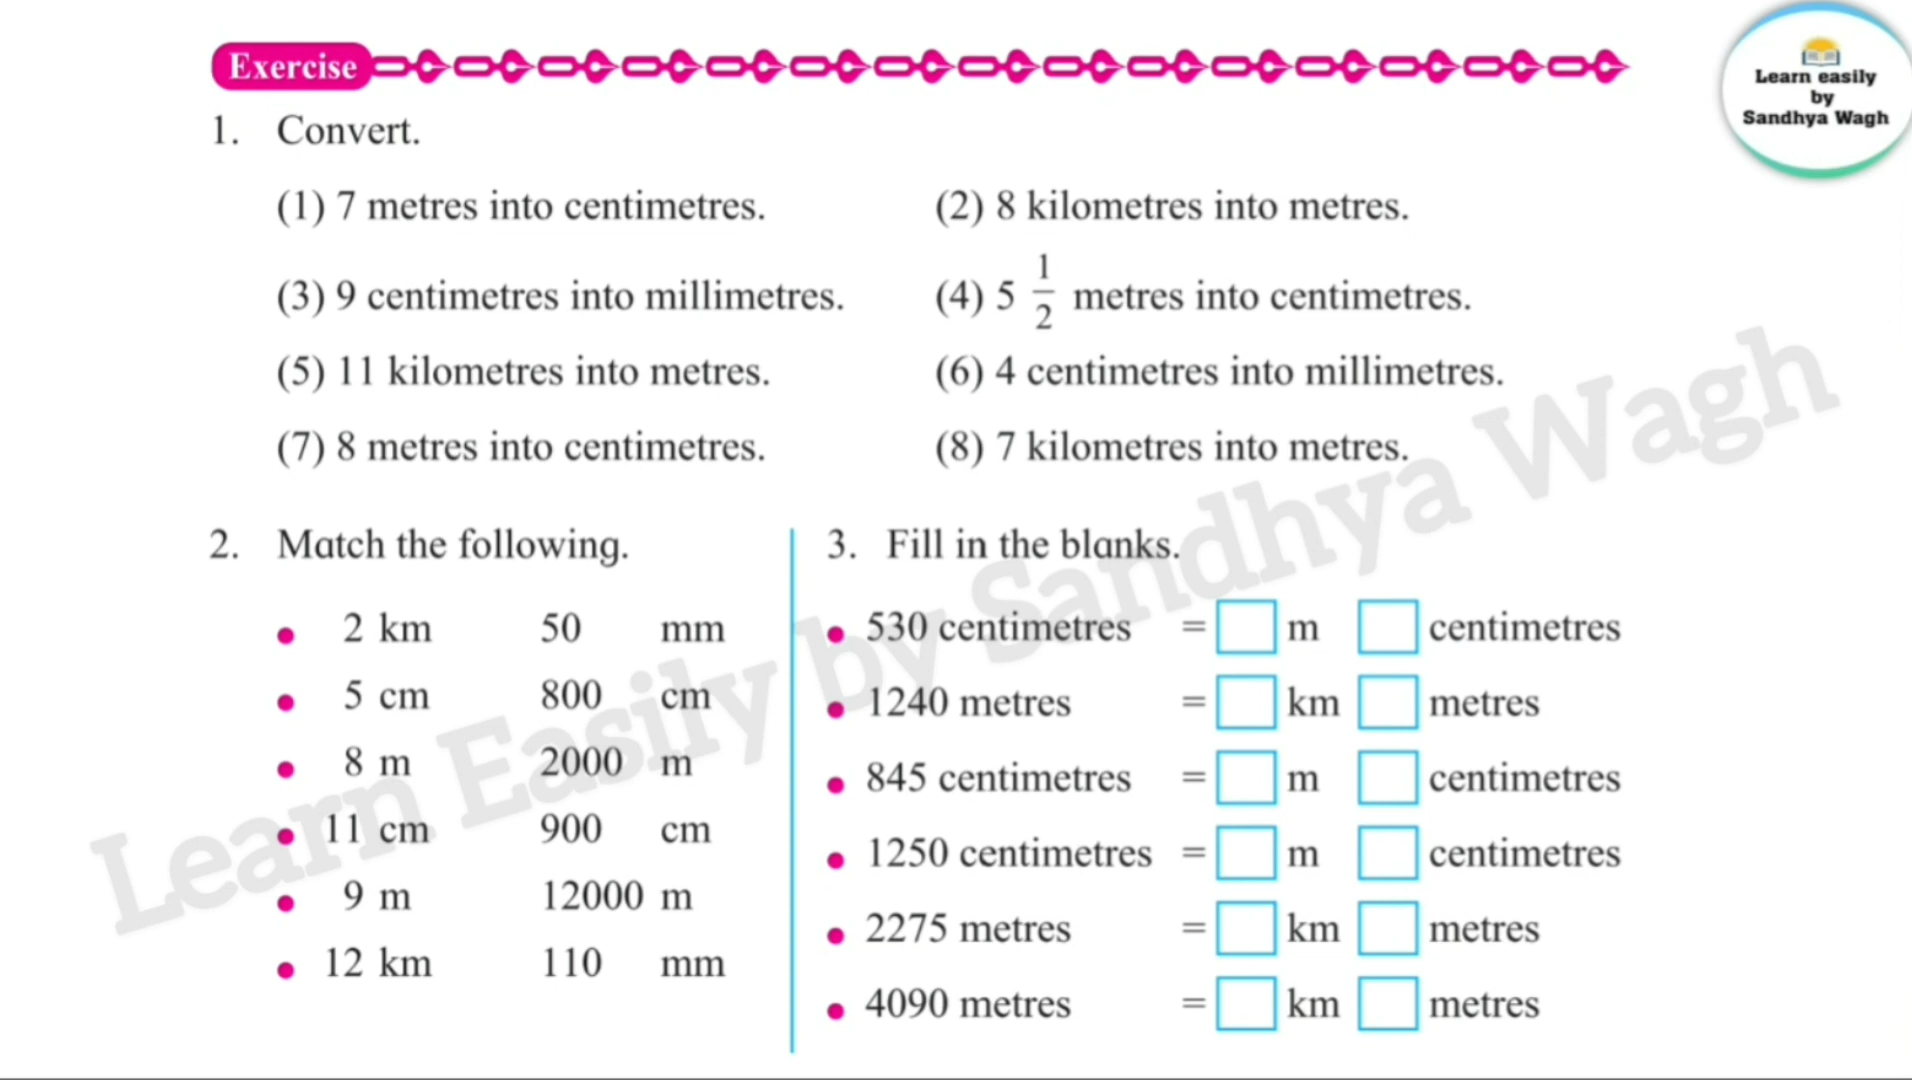 Exercise
Learn easily
by
Sandhya Wagh
1. Convert.
(1) 7 metres into centimetres. (2) 8 kilometres into metres.
(3) 9 centimetres into millimetres. (4) 5 1/2 metres into centimetres.
(5) 11 kilometres into metres. (6) 4 centimetres into millimetres.
(7) 8 metres into centimetres. (8) 7 kilometres into metres.
2. Match the following.
• 2 km 50 mm
• 5 cm 800 cm
• 8 m 2000 m
• 11 cm 900 cm
• 9 m 12000 m
• 12 km 110 mm
3. Fill in the blanks.
• 530 centimetres = □ m □ centimetres
• 1240 metres = □ km □ metres
• 845 centimetres = □ m □ centimetres
• 1250 centimetres = □ m □ centimetres
• 2275 metres = □ km □ metres
• 4090 metres = □ km □ metres
Learn Easily by Sandhya Wagh